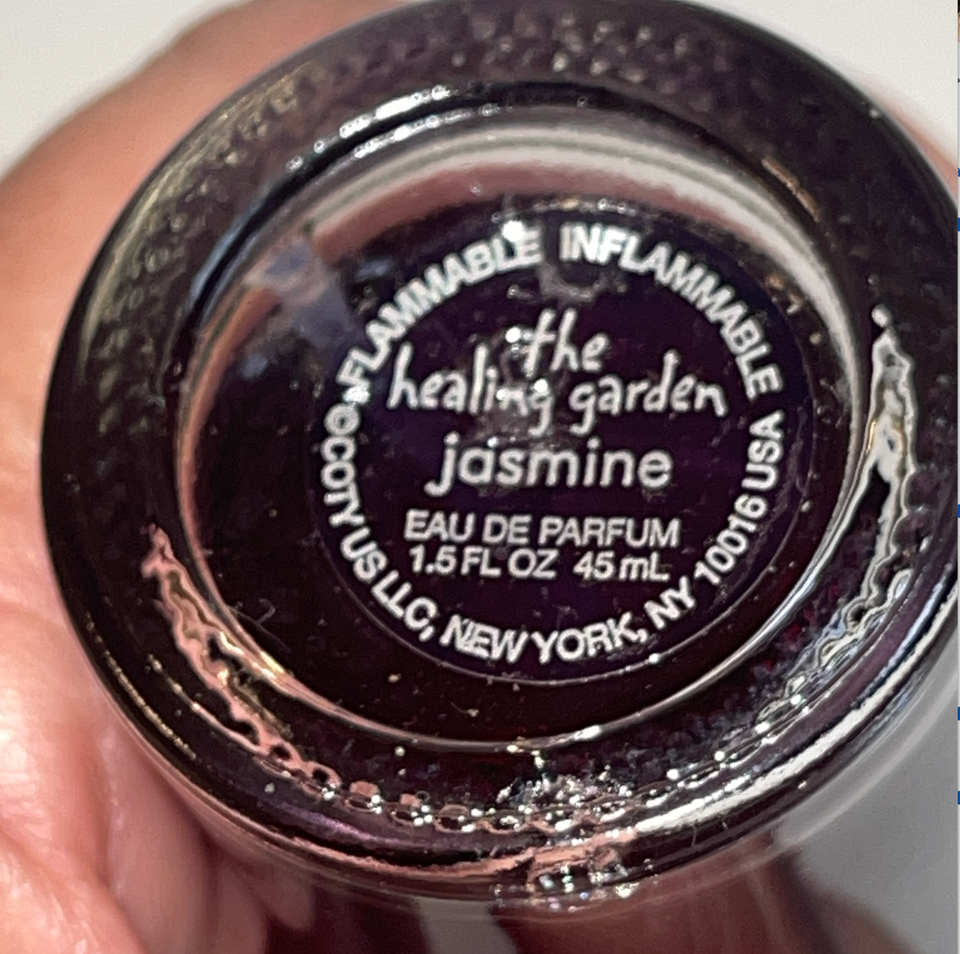 FLAMMABLE INFLAMMABLE
the
healing garden
jasmine
EAU DE PARFUM
1.5 FL OZ 45 mL
©COTY US LLC, NEW YORK, NY 10016 USA